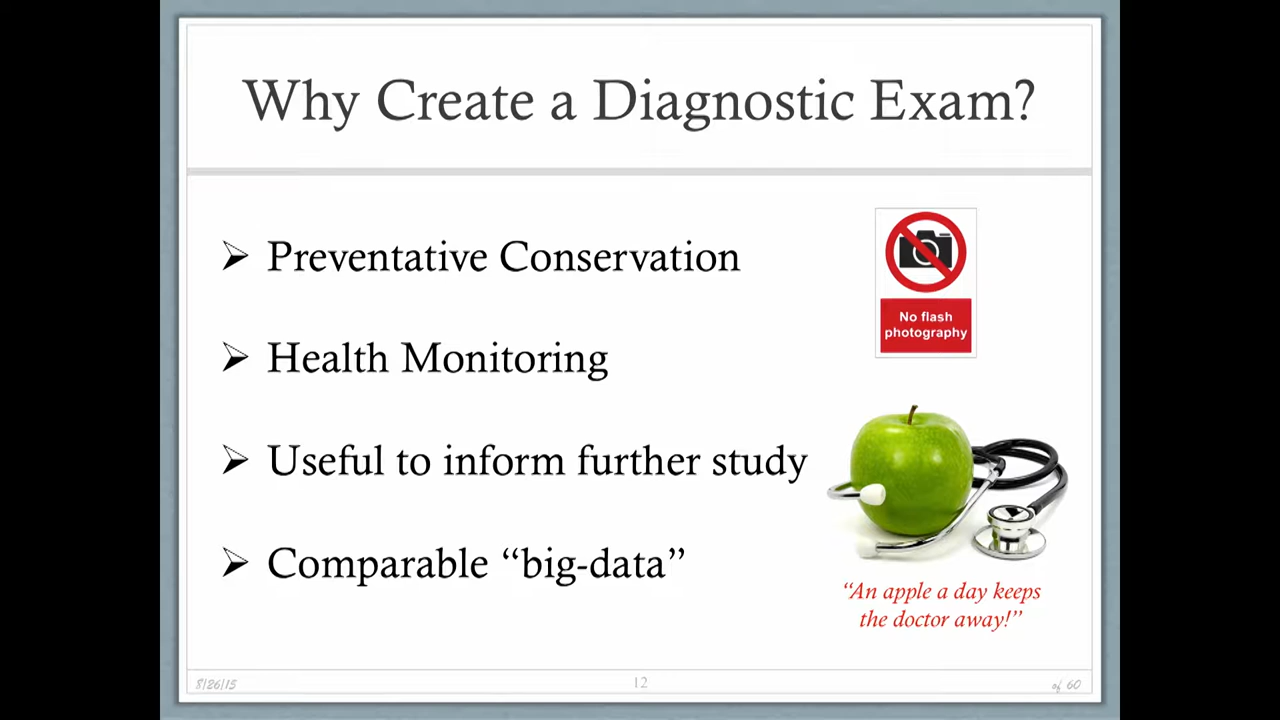 Why Create a Diagnostic Exam?
Preventative Conservation
Health Monitoring
Useful to inform further study
Comparable “big-data”
No flash
photography
“An apple a day keeps
the doctor away!”
8/26/15
12
of 60